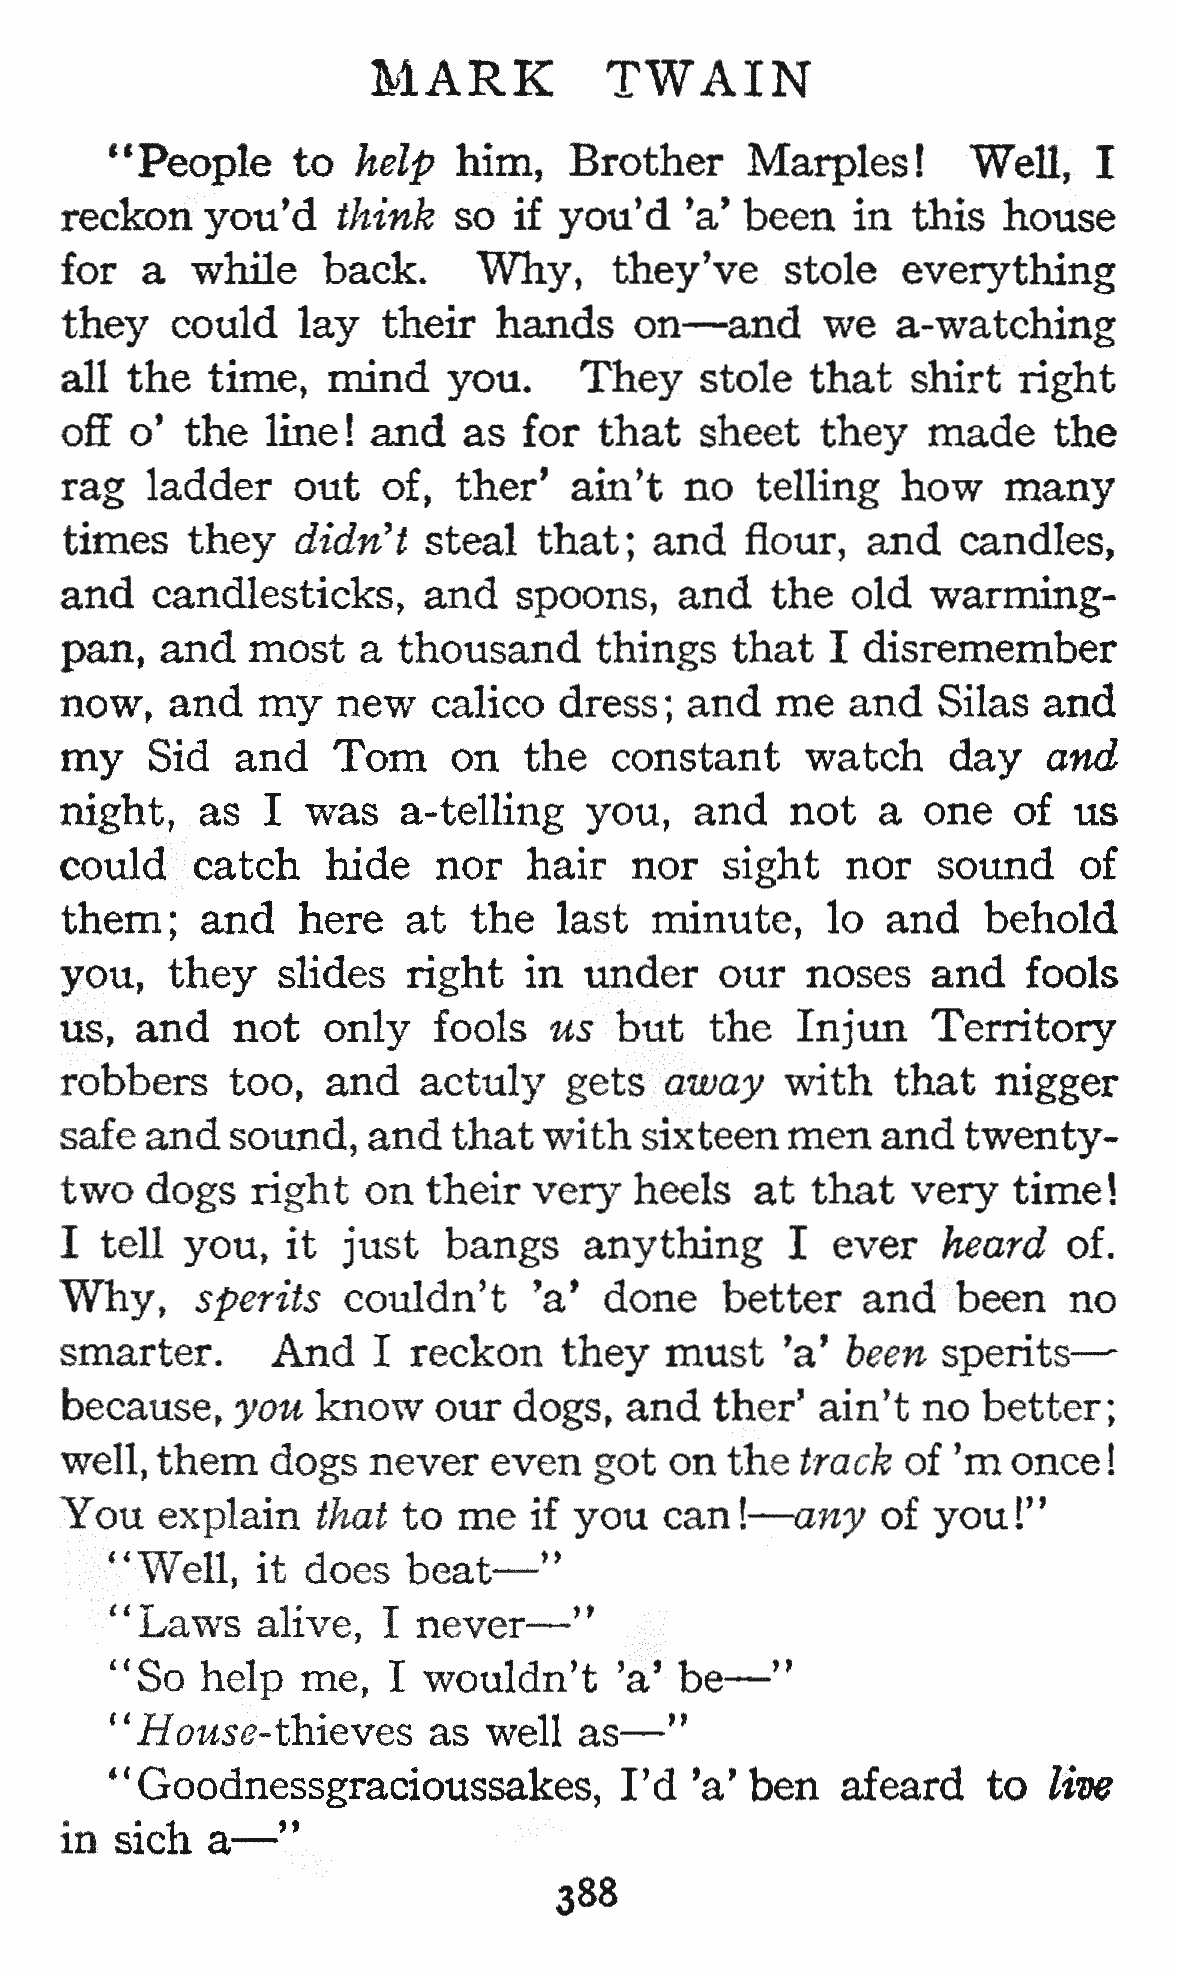 MARK TWAIN
"People to help him, Brother Marples! Well, I
reckon you'd think so if you'd 'a' been in this house
for a while back. Why, they've stole everything
they could lay their hands on—and we a-watching
all the time, mind you. They stole that shirt right
off o' the line! and as for that sheet they made the
rag ladder out of, ther' ain't no telling how many
times they didn't steal that; and flour, and candles,
and candlesticks, and spoons, and the old warming-
pan, and most a thousand things that I disremember
now, and my new calico dress; and me and Silas and
my Sid and Tom on the constant watch day and
night, as I was a-telling you, and not a one of us
could catch hide nor hair nor sight nor sound of
them; and here at the last minute, lo and behold
you, they slides right in under our noses and fools
us, and not only fools us but the Injun Territory
robbers too, and actuly gets away with that nigger
safe and sound, and that with sixteen men and twenty-
two dogs right on their very heels at that very time!
I tell you, it just bangs anything I ever heard of.
Why, sperits couldn't 'a' done better and been no
smarter. And I reckon they must 'a' been sperits—
because, you know our dogs, and ther' ain't no better;
well, them dogs never even got on the track of 'm once!
You explain that to me if you can!—any of you!"
"Well, it does beat—"
"Laws alive, I never—"
"So help me, I wouldn't 'a' be—"
"House-thieves as well as—"
"Goodnessgracioussakes, I'd 'a' ben afeard to live
in sich a—"
388